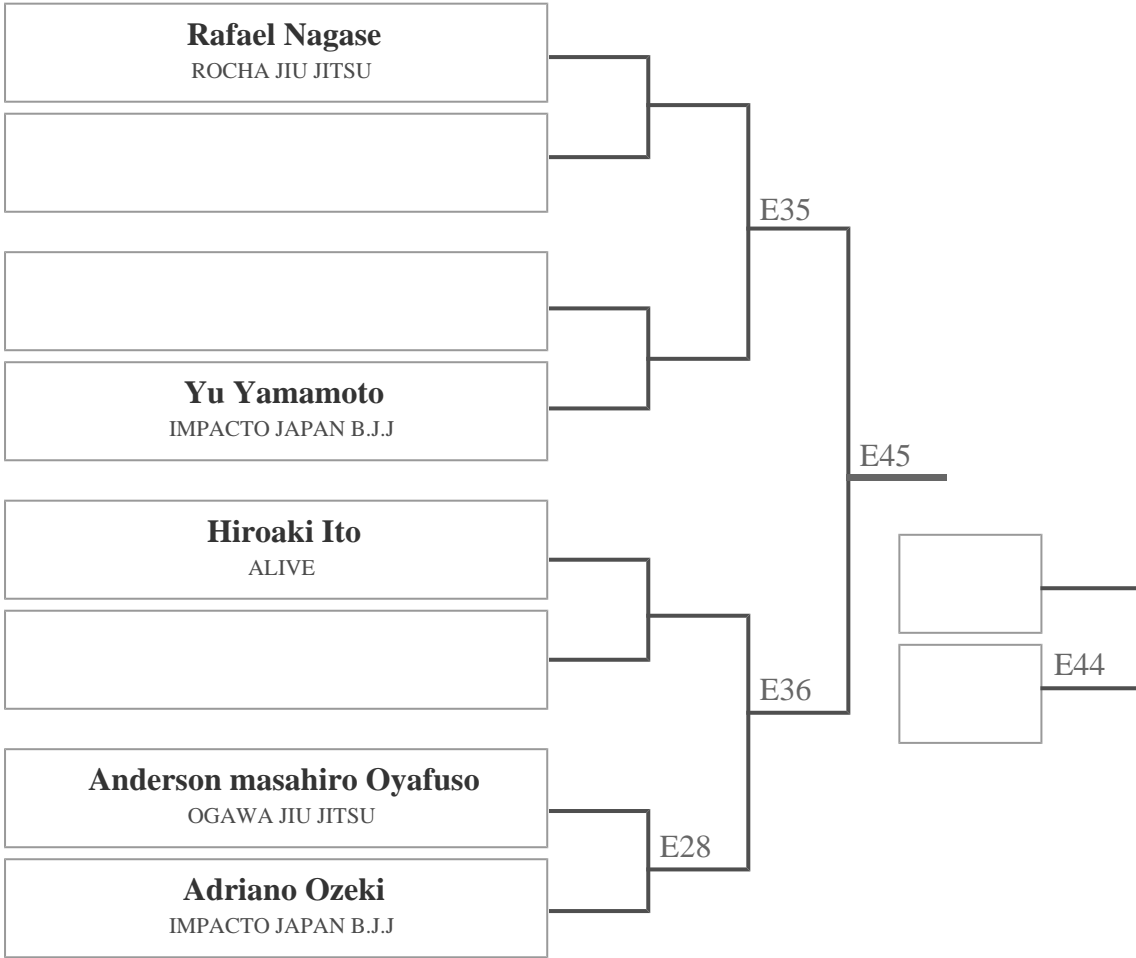 Rafael Nagase
ROCHA JIU JITSU
E35
Yu Yamamoto
IMPACTO JAPAN B.J.J
E45
Hiroaki Ito
ALIVE
E44
E36
Anderson masahiro Oyafuso
OGAWA JIU JITSU
E28
Adriano Ozeki
IMPACTO JAPAN B.J.J